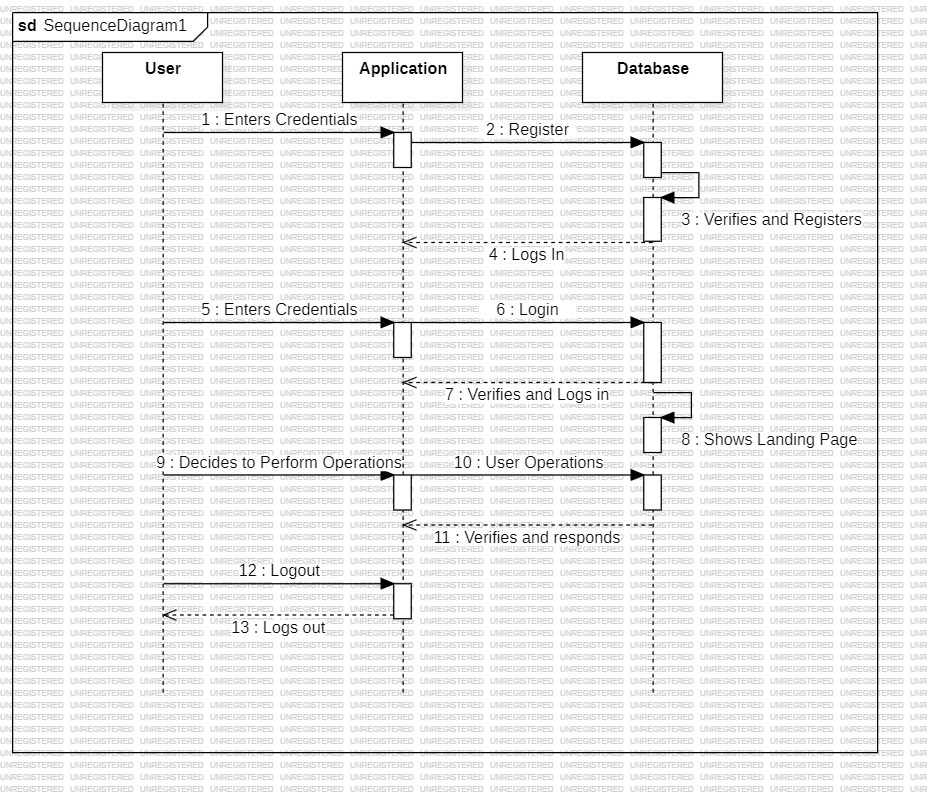 sd SequenceDiagram1
User
Application
Database
1 : Enters Credentials
2 : Register
3 : Verifies and Registers
4 : Logs In
5 : Enters Credentials
6 : Login
7 : Verifies and Logs in
8 : Shows Landing Page
9 : Decides to Perform Operations
10 : User Operations
11 : Verifies and responds
12 : Logout
13 : Logs out
UNREGISTERED